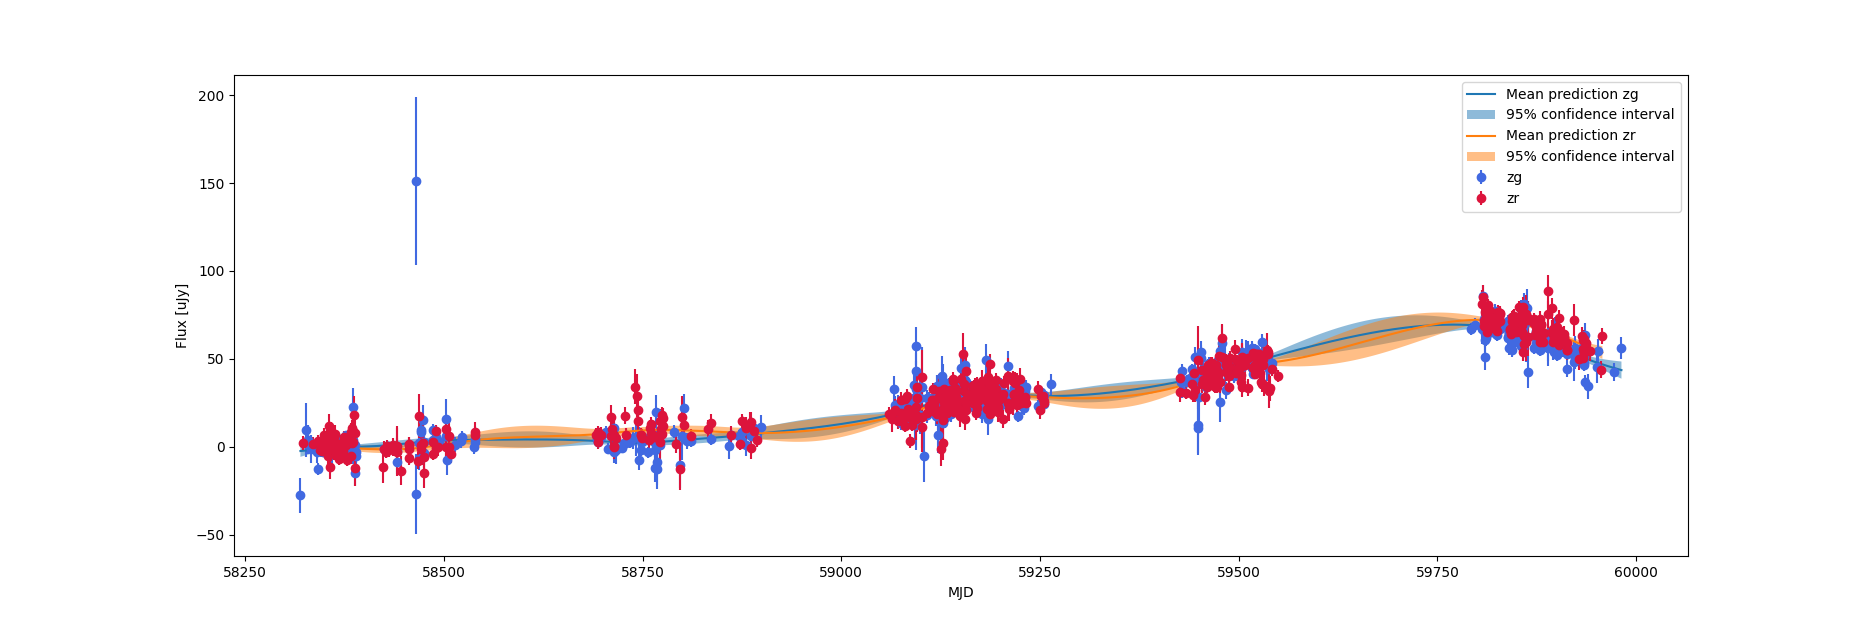 200
150
100
50
0
−50
Flux [uJy]
58250
58500
58750
59000
59250
59500
59750
60000
MJD
Mean prediction zg
95% confidence interval
Mean prediction zr
95% confidence interval
zg
zr